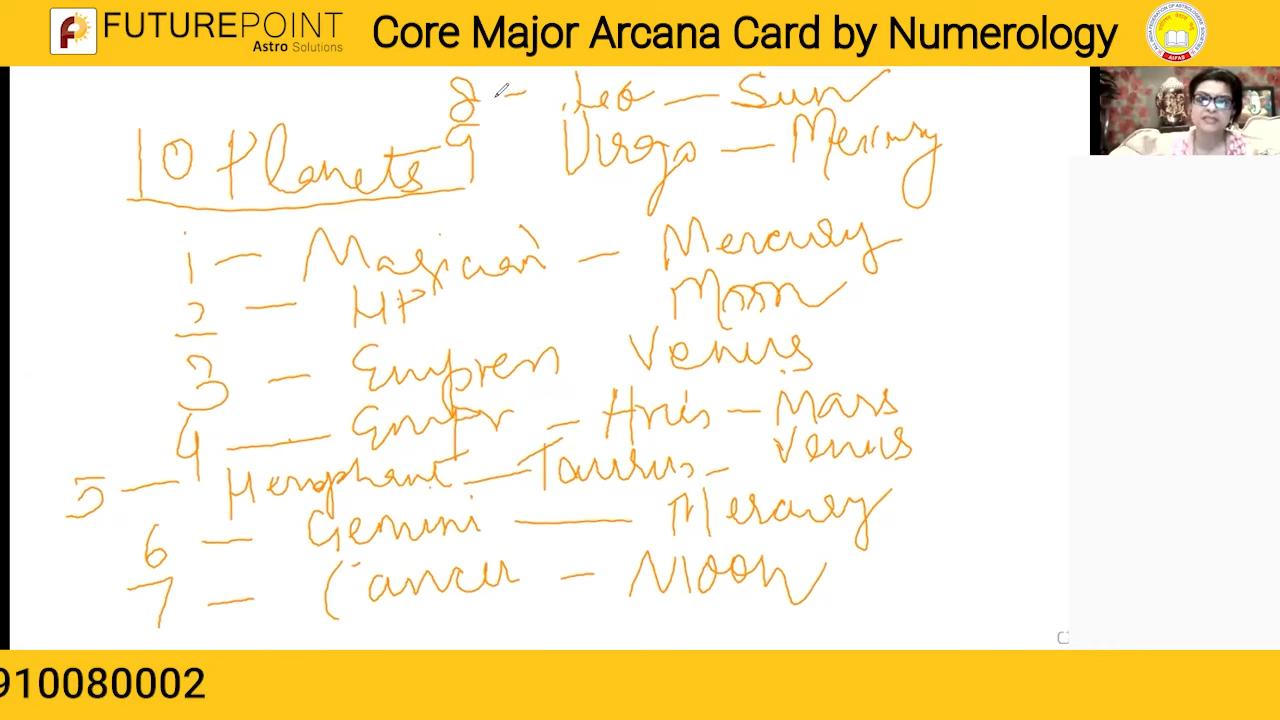 FUTUREPOINT
Astro Solutions
Core Major Arcana Card by Numerology
8 - Leo - Sun
10 Planets
9 Virgo - Mercury
1 - Magician - Mercury
2 - HP Moon
3 - Empress Venus
4 - Empr - Aries - Mars
5 - Heirophant - Taurus - Venus
6 - Gemini - Mercury
7 - Cancer - Moon
910080002